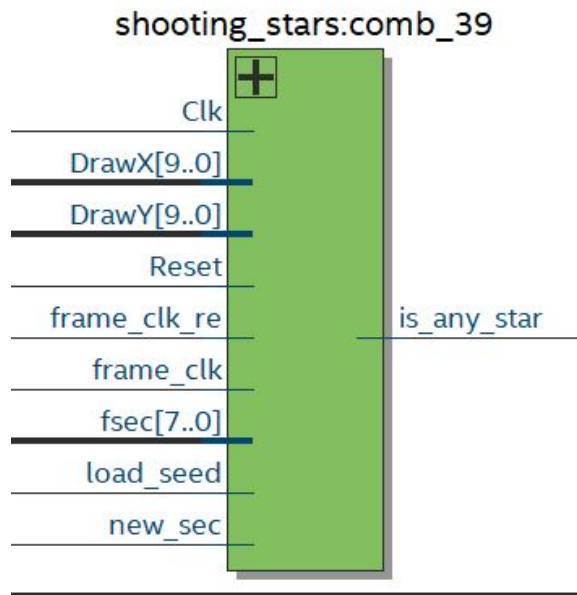 shooting_stars:comb_39
Clk
DrawX[9..0]
DrawY[9..0]
Reset
frame_clk_re
is_any_star
frame_clk
fsec[7..0]
load_seed
new_sec